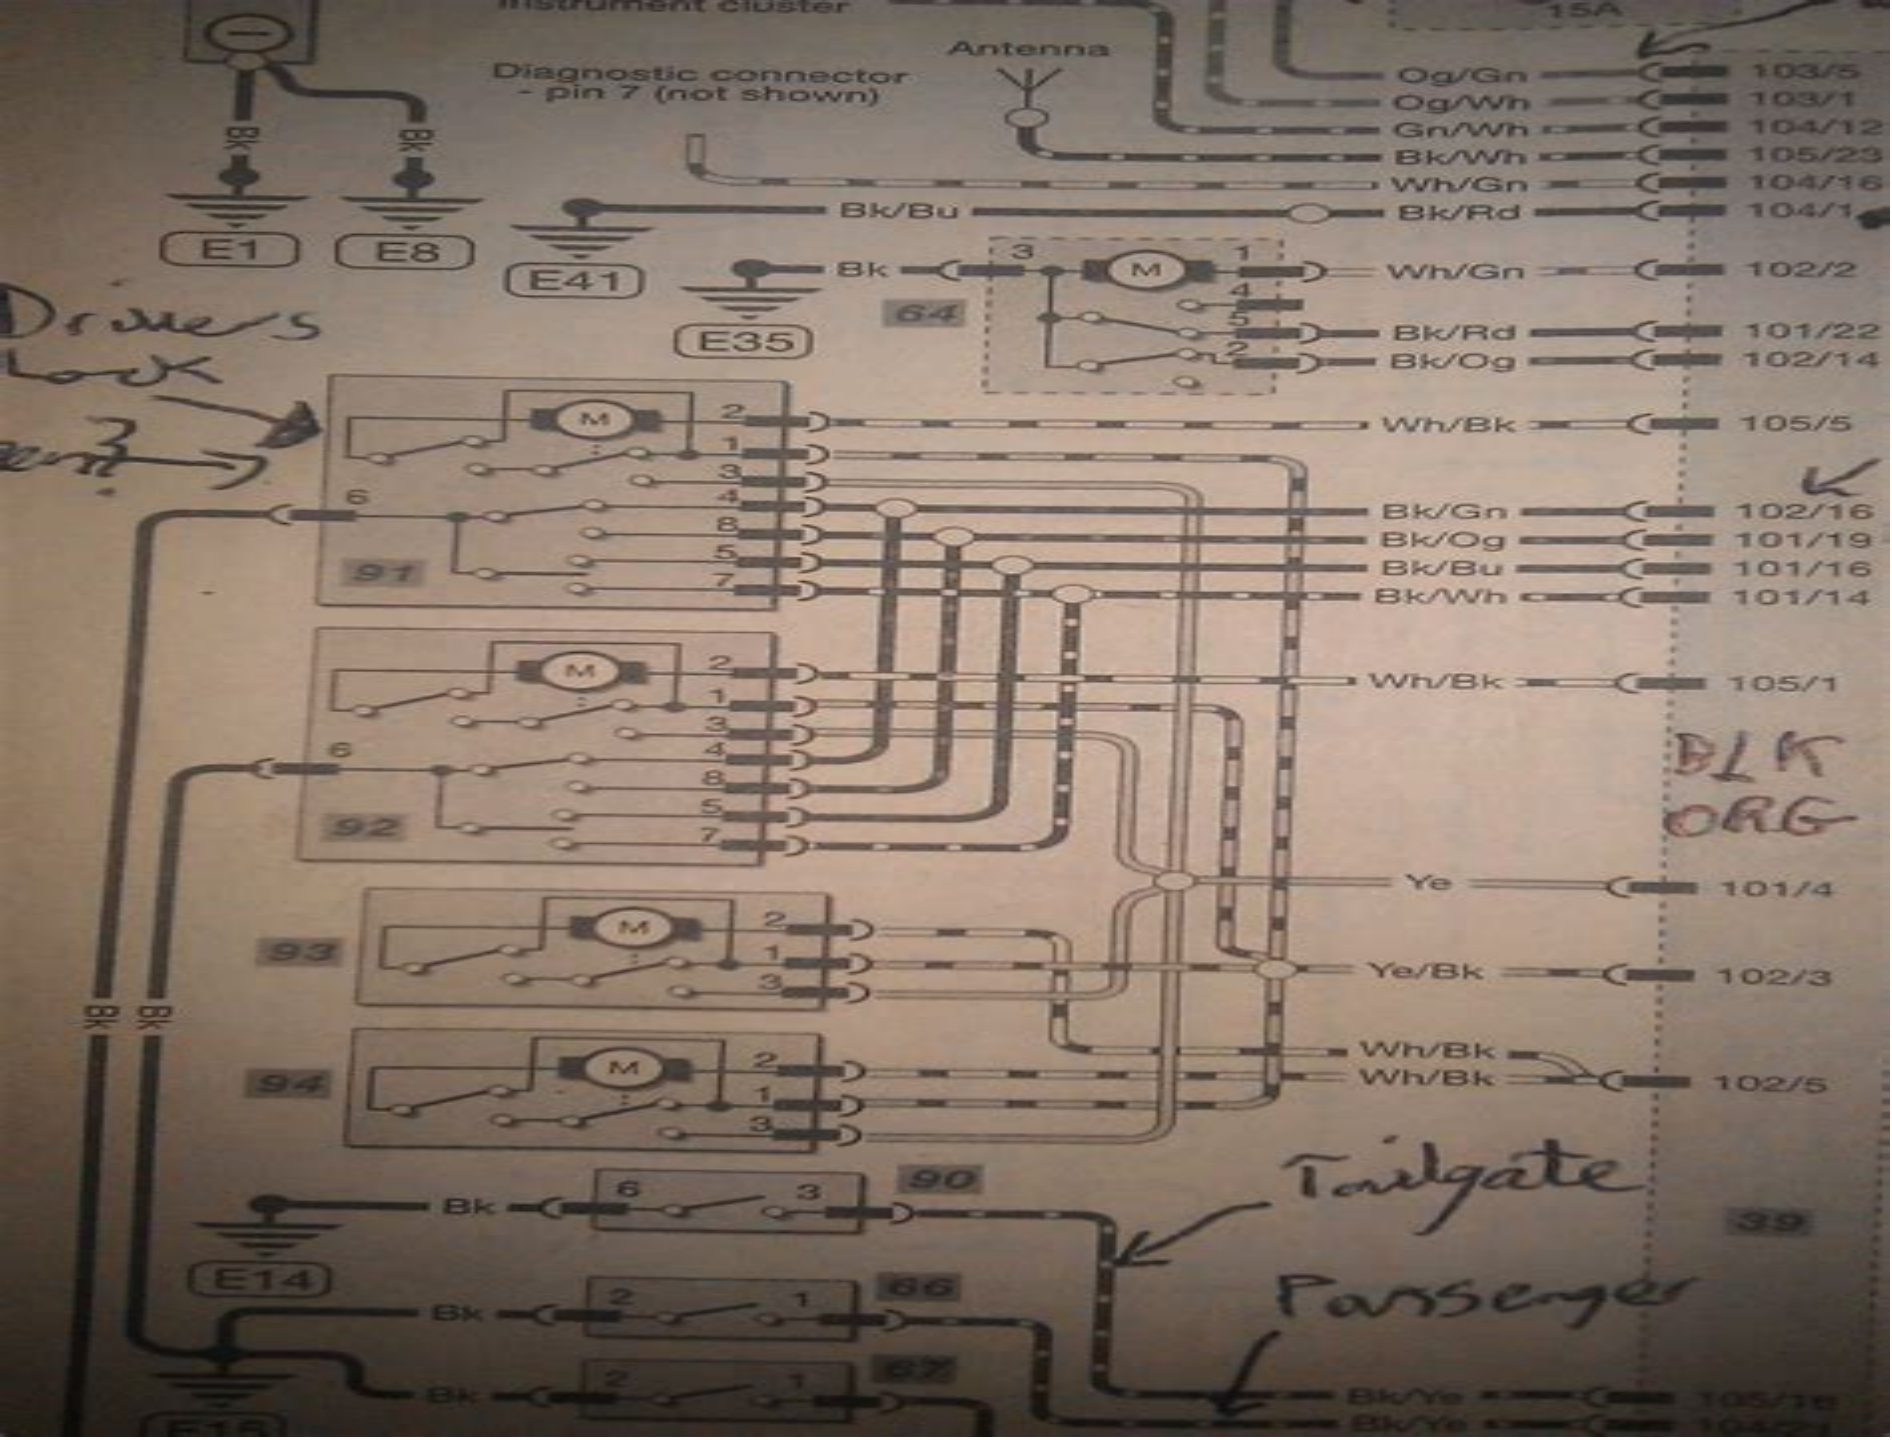 Instrument cluster
15A
Antenna
Diagnostic connector
- pin 7 (not shown)
Og/Gn 103/5
Og/Wh 103/1
Gn/Wh 104/12
Bk/Wh 105/23
Wh/Gn 104/16
Bk/Bu Bk/Rd 104/1
Bk Bk
E1 E8 E41
3 M 1
Bk Wh/Gn 102/2
4
64
5
Bk/Rd 101/22
E35
2
Bk/Og 102/14
Drivers
Lock
M 2
Wh/Bk 105/5
1
3
6 4
Bk/Gn 102/16
8
Bk/Og 101/19
5
91 Bk/Bu 101/16
7
Bk/Wh 101/14
M 2
Wh/Bk 105/1
1
3
6 4
BLK
8
5
92
ORG
7
Ye 101/4
M 2
93
1
Ye/Bk 102/3
3
Bk Bk
M 2
Wh/Bk
94 Wh/Bk 102/5
1
3
Tailgate
90
6 3
Bk
39
E14
66
2 1
Passenger
Bk
67
2 1
Bk Bk/Ye
Bk/Ye
E15